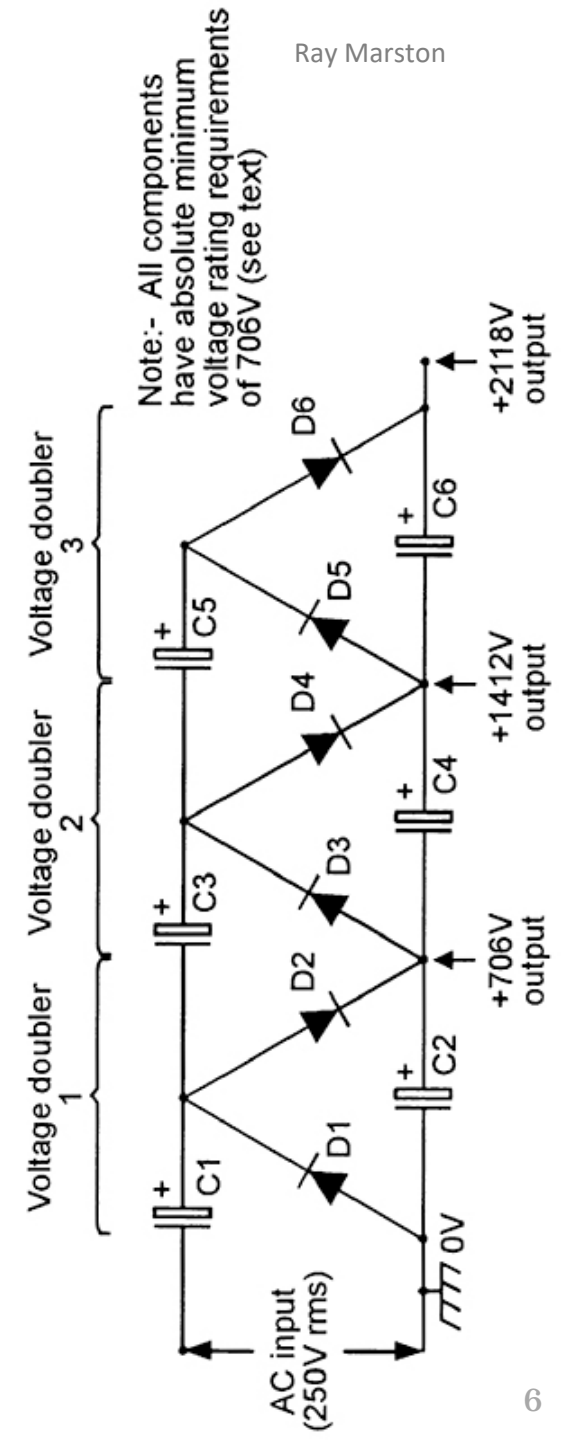 Ray Marston
Note:- All components
have absolute minimum
voltage rating requirements
of 706V (see text)
Voltage doubler
1
Voltage doubler
2
Voltage doubler
3
+
C1
+
C3
+
C5
D1
D2
D3
D4
D5
D6
AC input
(250V rms)
0V
+
C2
+
C4
+
C6
+706V
output
+1412V
output
+2118V
output
6